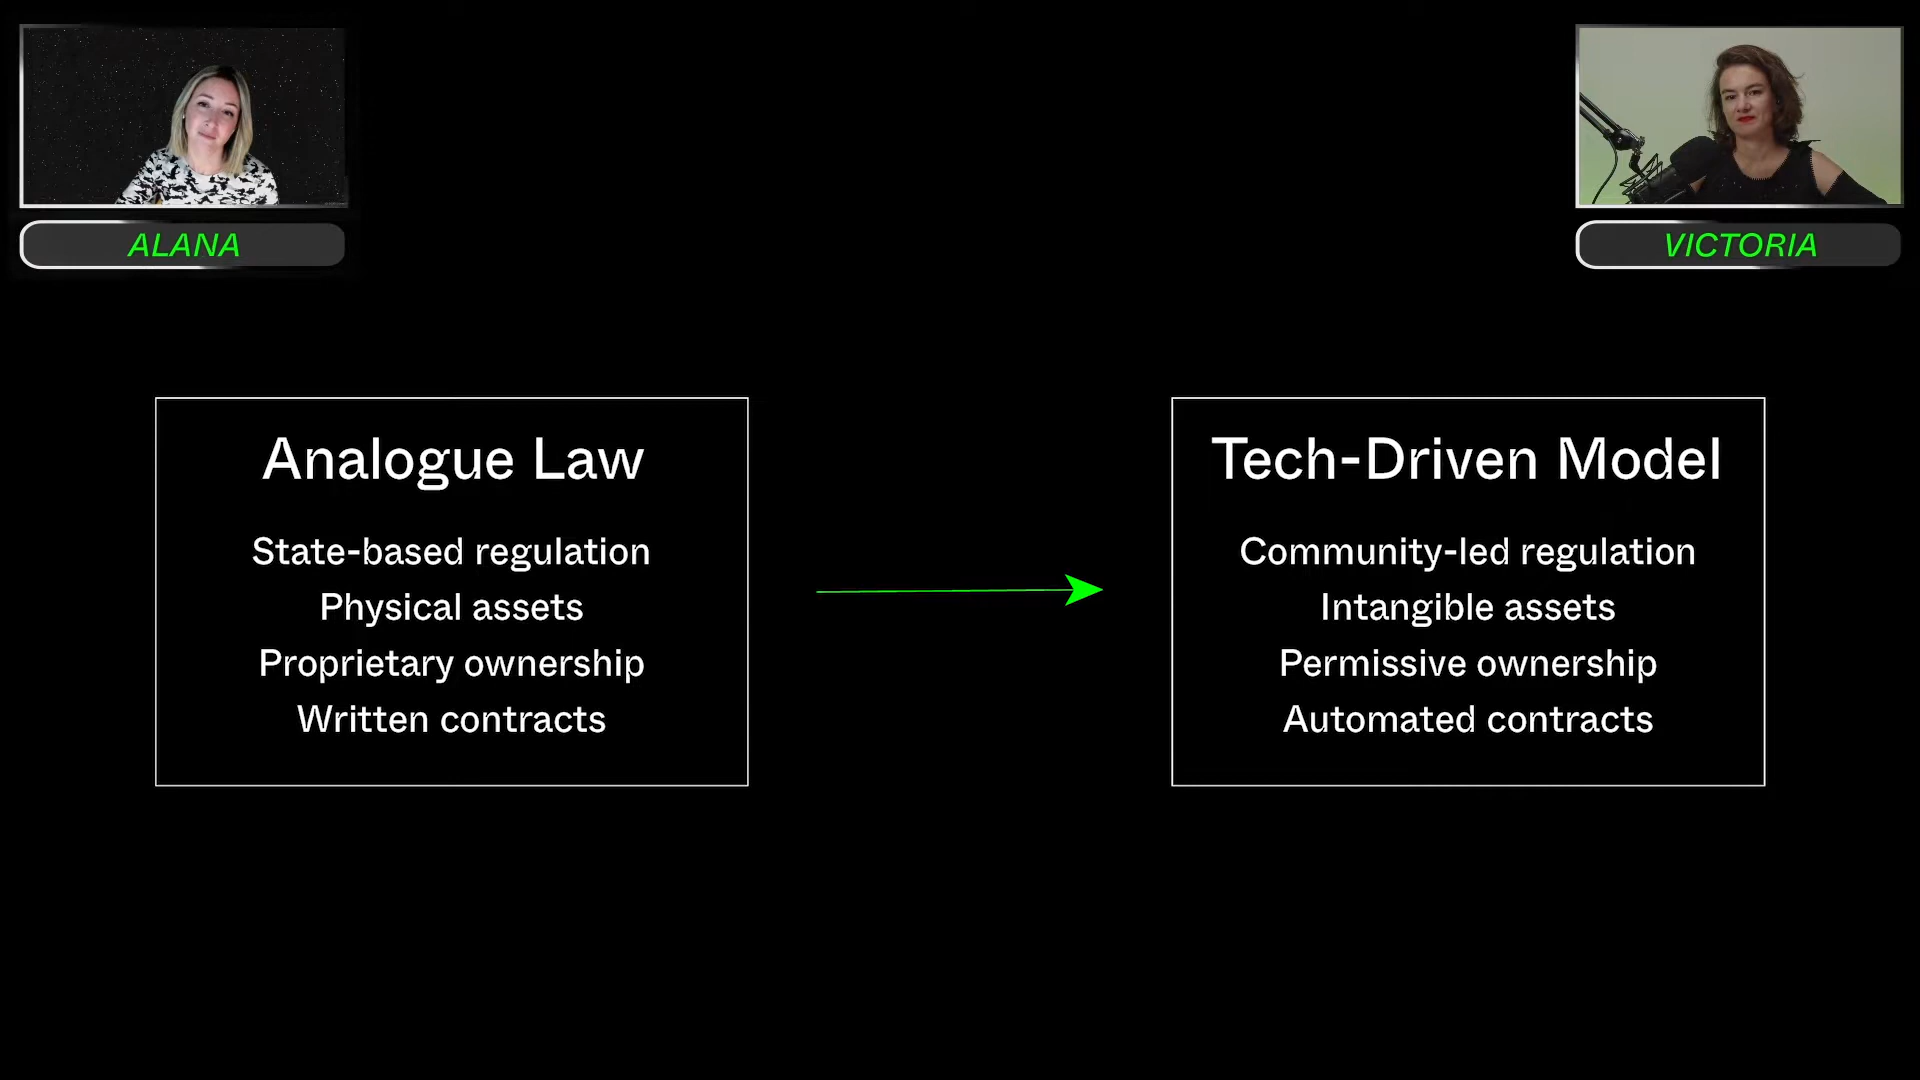 ALANA
VICTORIA
Analogue Law
State-based regulation
Physical assets
Proprietary ownership
Written contracts
Tech-Driven Model
Community-led regulation
Intangible assets
Permissive ownership
Automated contracts